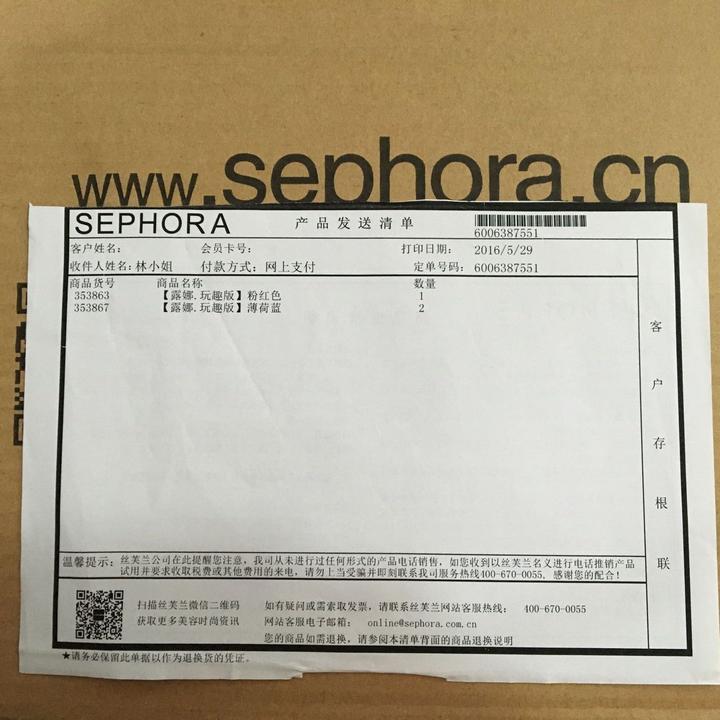 www.sephora.cn
SEPHORA 产品发送清单
6006387551
客户姓名: 会员卡号: 打印日期: 2016/5/29
收件人姓名: 林小姐 付款方式: 网上支付 定单号码: 6006387551
商品货号 商品名称 数量
353863 【露娜.玩趣版】粉红色 1
353867 【露娜.玩趣版】薄荷蓝 2
客户存根联
温馨提示: 丝芙兰公司在此提醒您注意，我司从未进行过任何形式的产品电话销售，如您收到以丝芙兰名义进行电话推销产品
试用并要求收取税费或其他费用的来电，请勿上当受骗并即刻联系我司服务热线400-670-0055。感谢您的配合！
扫描丝芙兰微信二维码 如有疑问或需索取发票，请联系丝芙兰网站客服热线: 400-670-0055
获取更多美容时尚资讯 网站客服电子邮箱: online@sephora.com.cn
您的商品如需退换，请参阅本清单背面的商品退换说明
★请务必保留此单据以作为退换货的凭证。